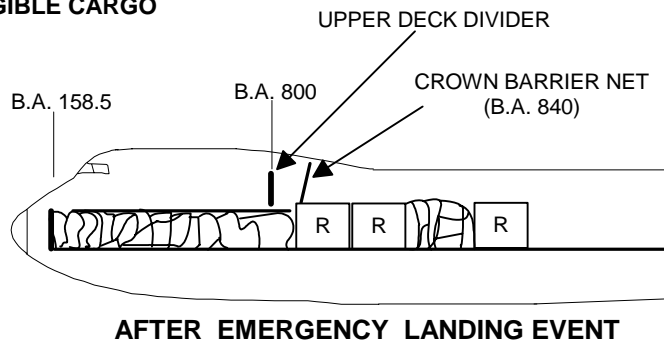 GIBLE CARGO
UPPER DECK DIVIDER
CROWN BARRIER NET
(B.A. 840)
B.A. 800
B.A. 158.5
R R R
AFTER EMERGENCY LANDING EVENT